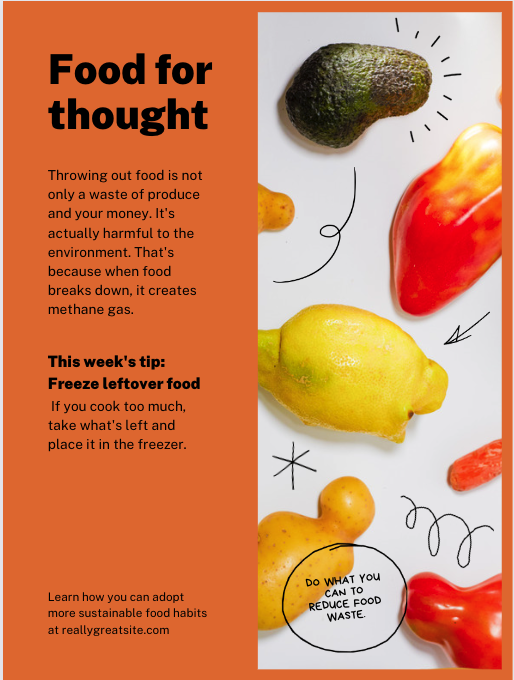 Food for
thought
Throwing out food is not
only a waste of produce
and your money. It's
actually harmful to the
environment. That's
because when food
breaks down, it creates
methane gas.
This week's tip:
Freeze leftover food
If you cook too much,
take what's left and
place it in the freezer.
Learn how you can adopt
more sustainable food habits
at reallygreatsite.com
DO WHAT YOU
CAN TO
REDUCE FOOD
WASTE.